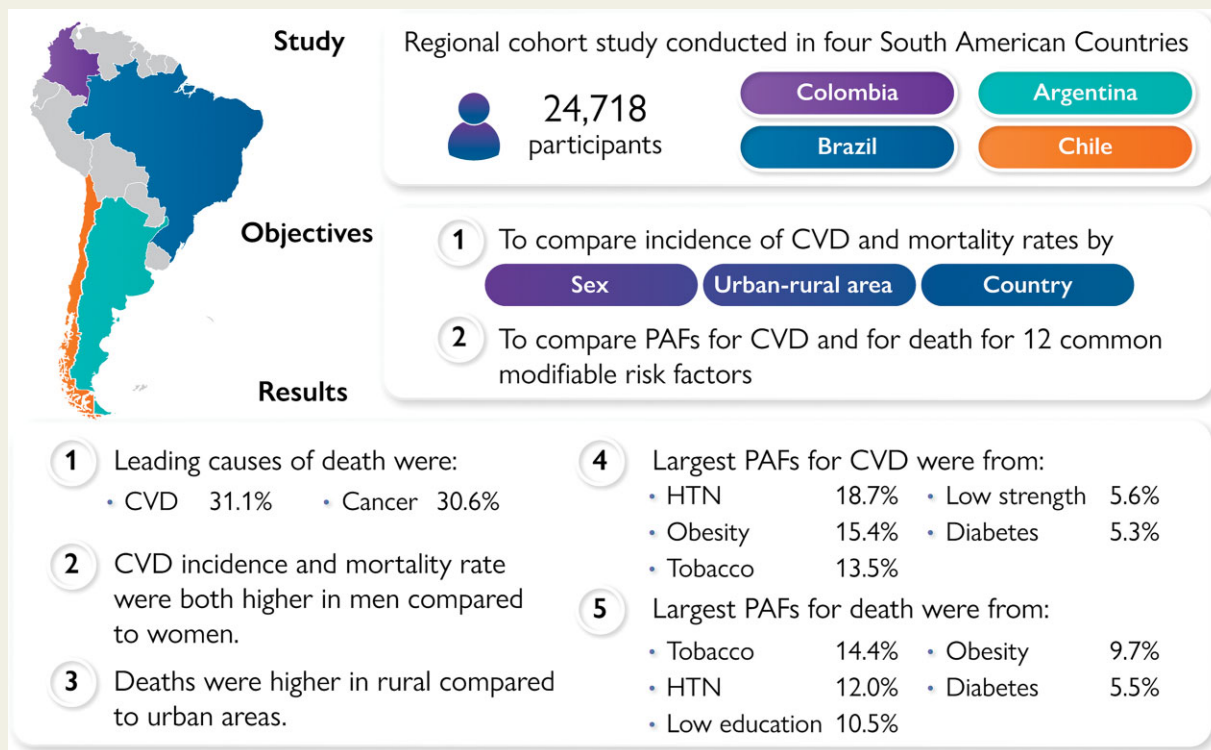 Study
Regional cohort study conducted in four South American Countries
24,718
participants
Colombia
Argentina
Brazil
Chile
Objectives
1 To compare incidence of CVD and mortality rates by
Sex
Urban-rural area
Country
2 To compare PAFs for CVD and for death for 12 common
modifiable risk factors
Results
1 Leading causes of death were:
• CVD 31.1% • Cancer 30.6%
2 CVD incidence and mortality rate
were both higher in men compared
to women.
3 Deaths were higher in rural compared
to urban areas.
4 Largest PAFs for CVD were from:
• HTN 18.7% • Low strength 5.6%
• Obesity 15.4% • Diabetes 5.3%
• Tobacco 13.5%
5 Largest PAFs for death were from:
• Tobacco 14.4% • Obesity 9.7%
• HTN 12.0% • Diabetes 5.5%
• Low education 10.5%